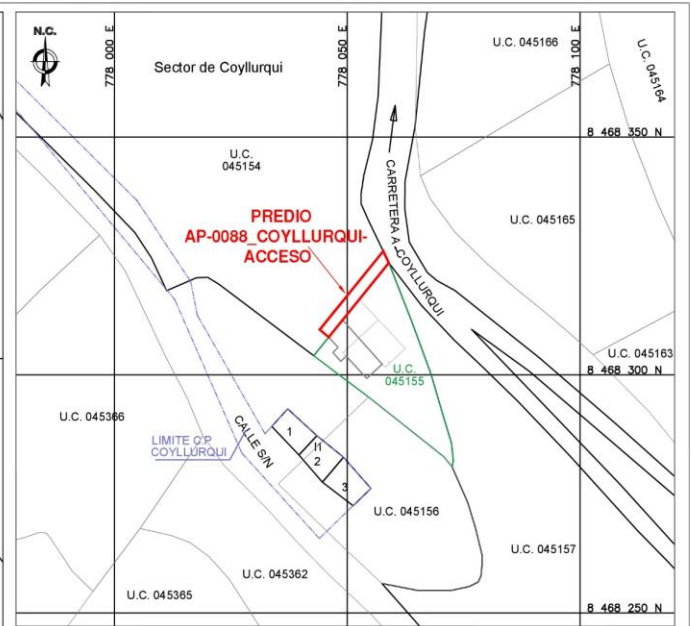 N.C.
778 000 E
778 050 E
778 100 E
U.C. 045166
U.C. 045164
Sector de Coyllurqui
8 468 350 N
U.C.
045154
CARRETERA A COYLLURQUI
PREDIO
AP-0088_COYLLURQUI-
ACCESO
U.C. 045165
U.C. 045163
8 468 300 N
U.C.
045155
U.C. 045366
CALLE S/N
LIMITE C.P.
COYLLURQUI
1
I1
2
3
U.C. 045156
U.C. 045157
U.C. 045362
U.C. 045365
8 468 250 N